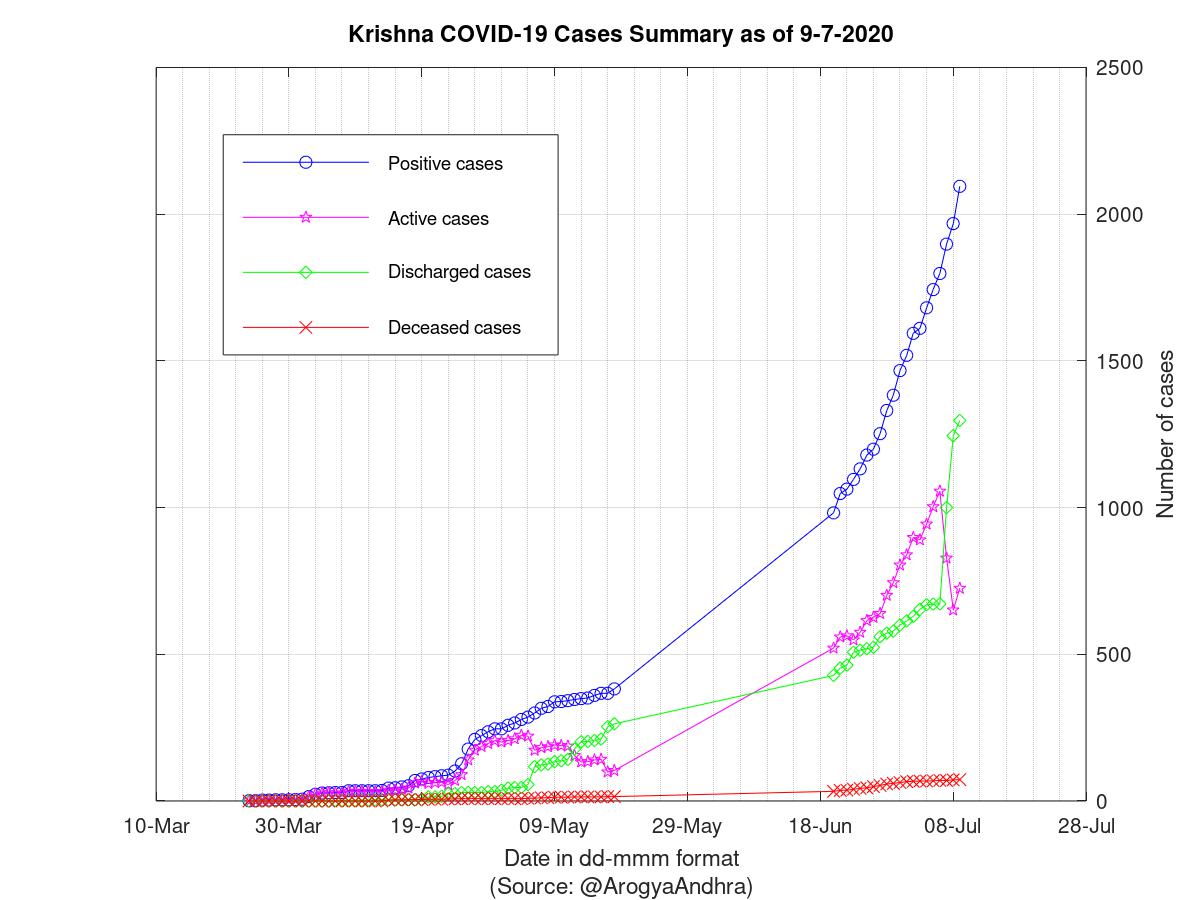 Krishna COVID-19 Cases Summary as of 9-7-2020
Positive cases
Active cases
Discharged cases
Deceased cases
2500
2000
1500
1000
500
0
Number of cases
10-Mar 30-Mar 19-Apr 09-May 29-May 18-Jun 08-Jul 28-Jul
Date in dd-mmm format
(Source: @ArogyaAndhra)